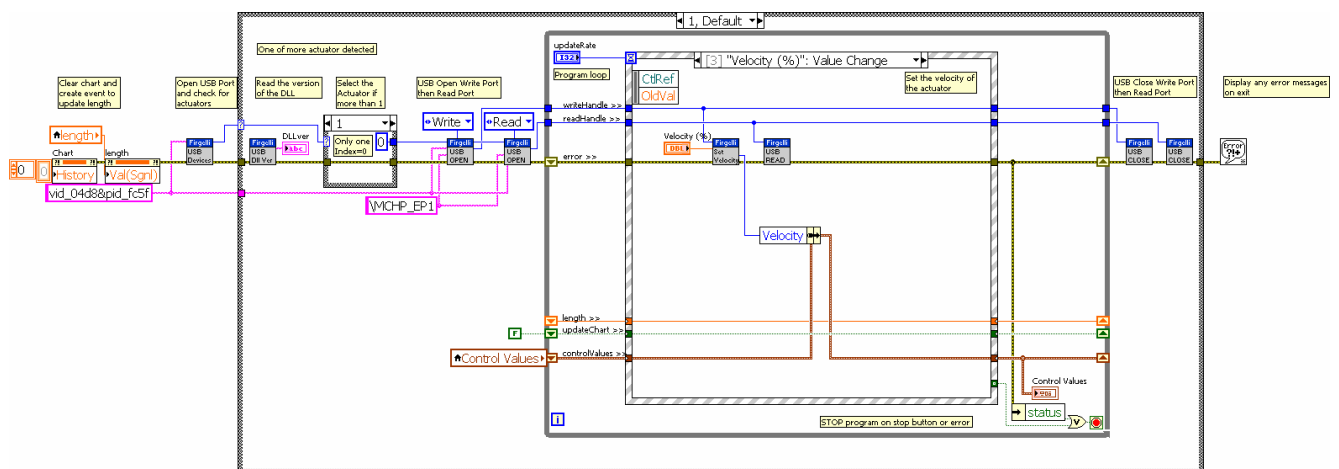 1, Default
One of more actuator detected
Clear chart and
create event to
update length
Open USB Port
and check for
actuators
Read the version
of the DLL
Select the
Actuator if
more than 1
USB Open Write Port
then Read Port
updateRate
I32
Program loop
[3] "Velocity (%)": Value Change
CtlRef
OldVal
Set the velocity
of the actuator
USB Close Write Port
then Read Port
Display any error messages
on exit
length
Chart
History
length
Val(Sgnl)
0
0
vid_04d8&pid_fc5f
Firgelli
USB
Devices
Firgelli
USB
Dll Ver
DLLver
Abc
1
Only one
Index=0
0
Write
Read
Firgelli
USB
OPEN
Firgelli
USB
OPEN
\MCHP_EP1
writeHandle >>
readHandle >>
error >>
Velocity (%)
DBL
Firgelli
Set
Velocity
Firgelli
USB
READ
Velocity
Firgelli
USB
CLOSE
Firgelli
USB
CLOSE
Error
?!
length >>
F
updateChart >>
controlValues >>
Control Values
Control Values
status
STOP program on stop button or error
i